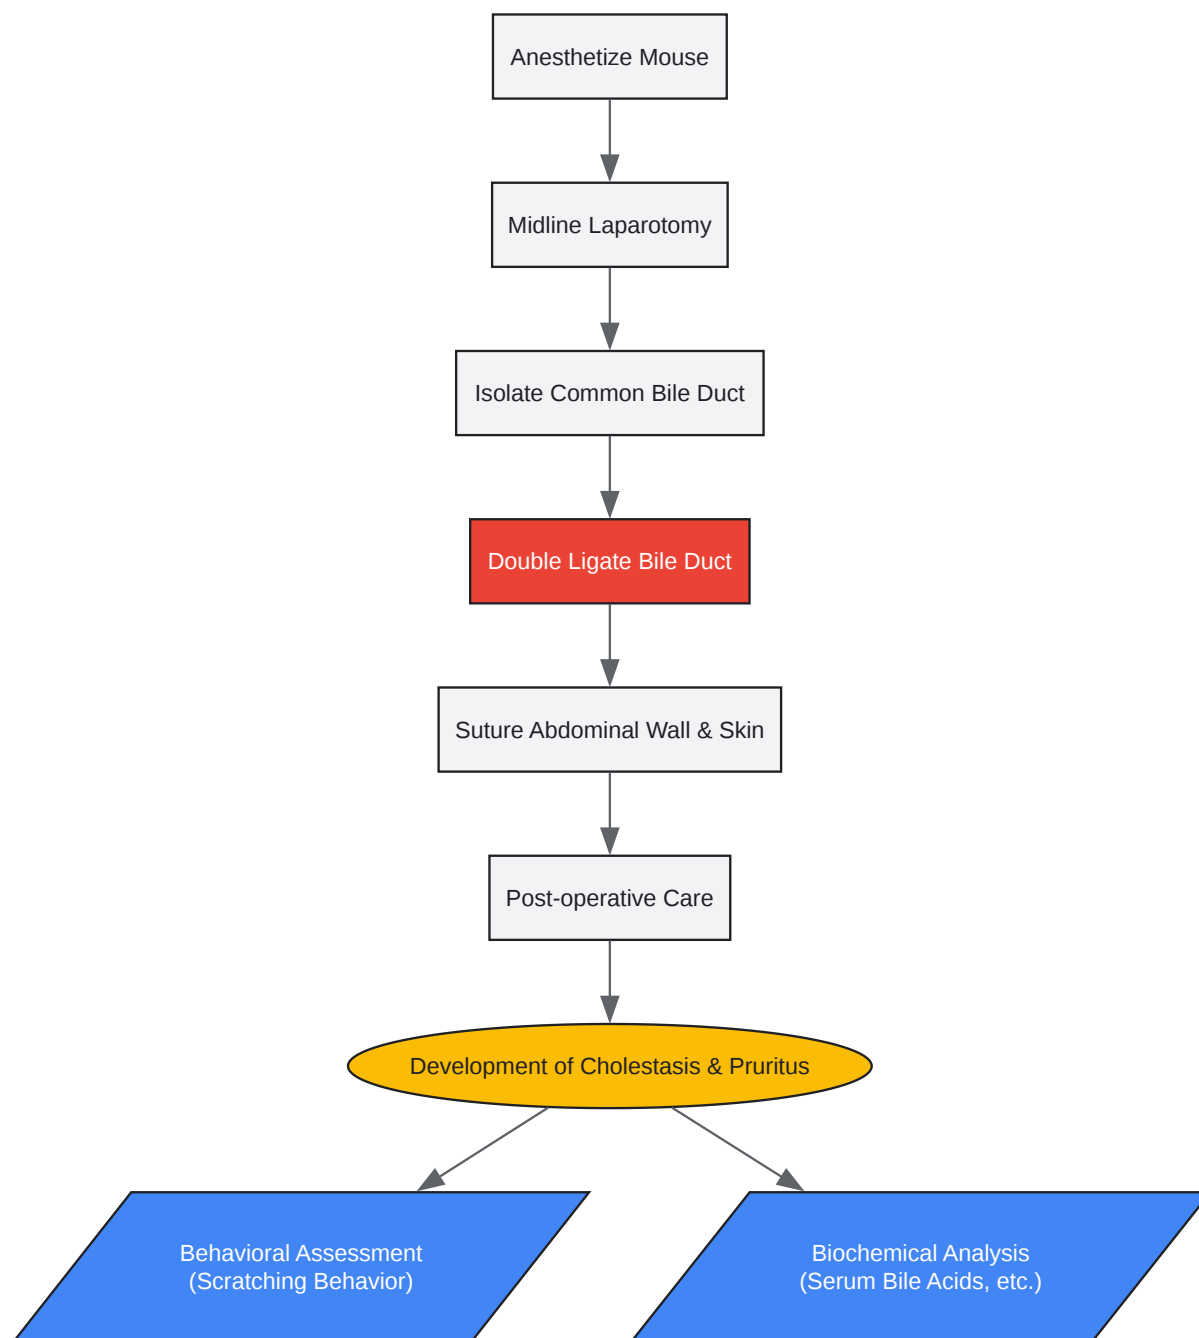 Anesthetize Mouse
Midline Laparotomy
Isolate Common Bile Duct
Double Ligate Bile Duct
Suture Abdominal Wall & Skin
Post-operative Care
Development of Cholestasis & Pruritus
Behavioral Assessment
(Scratching Behavior)
Biochemical Analysis
(Serum Bile Acids, etc.)